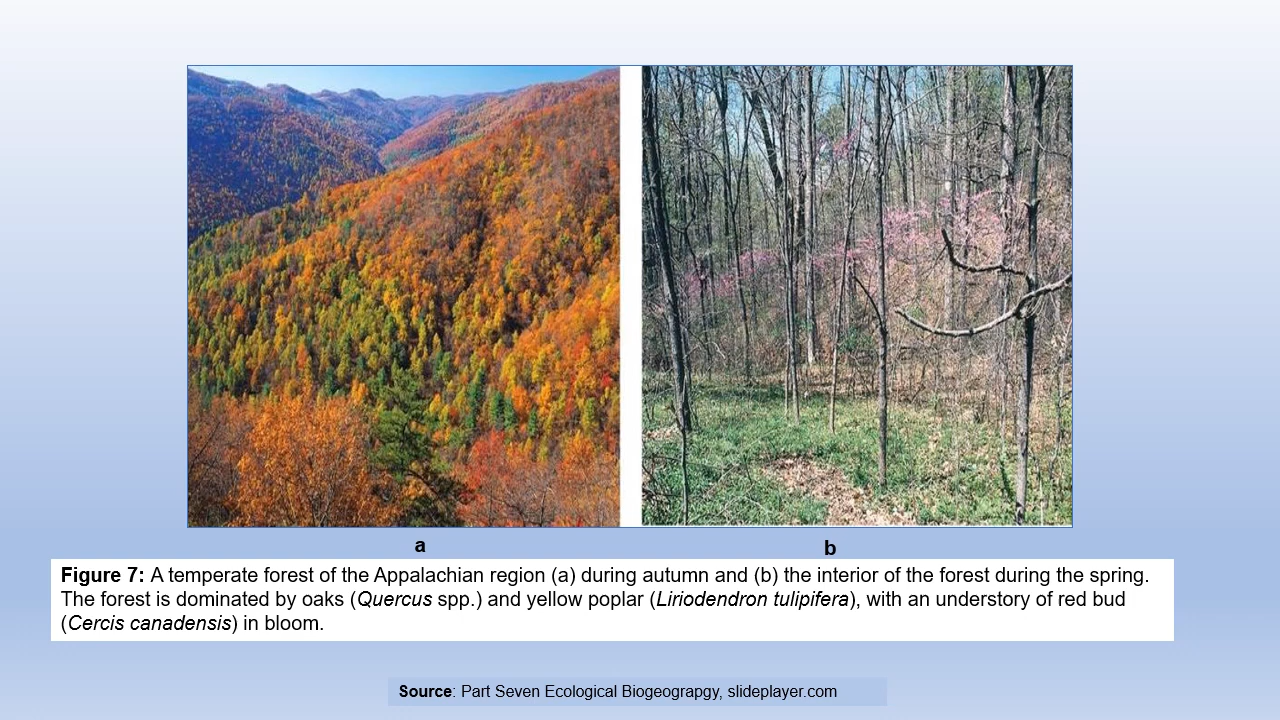 a
b
Figure 7: A temperate forest of the Appalachian region (a) during autumn and (b) the interior of the forest during the spring.
The forest is dominated by oaks (Quercus spp.) and yellow poplar (Liriodendron tulipifera), with an understory of red bud
(Cercis canadensis) in bloom.
Source: Part Seven Ecological Biogeograpgy, slideplayer.com